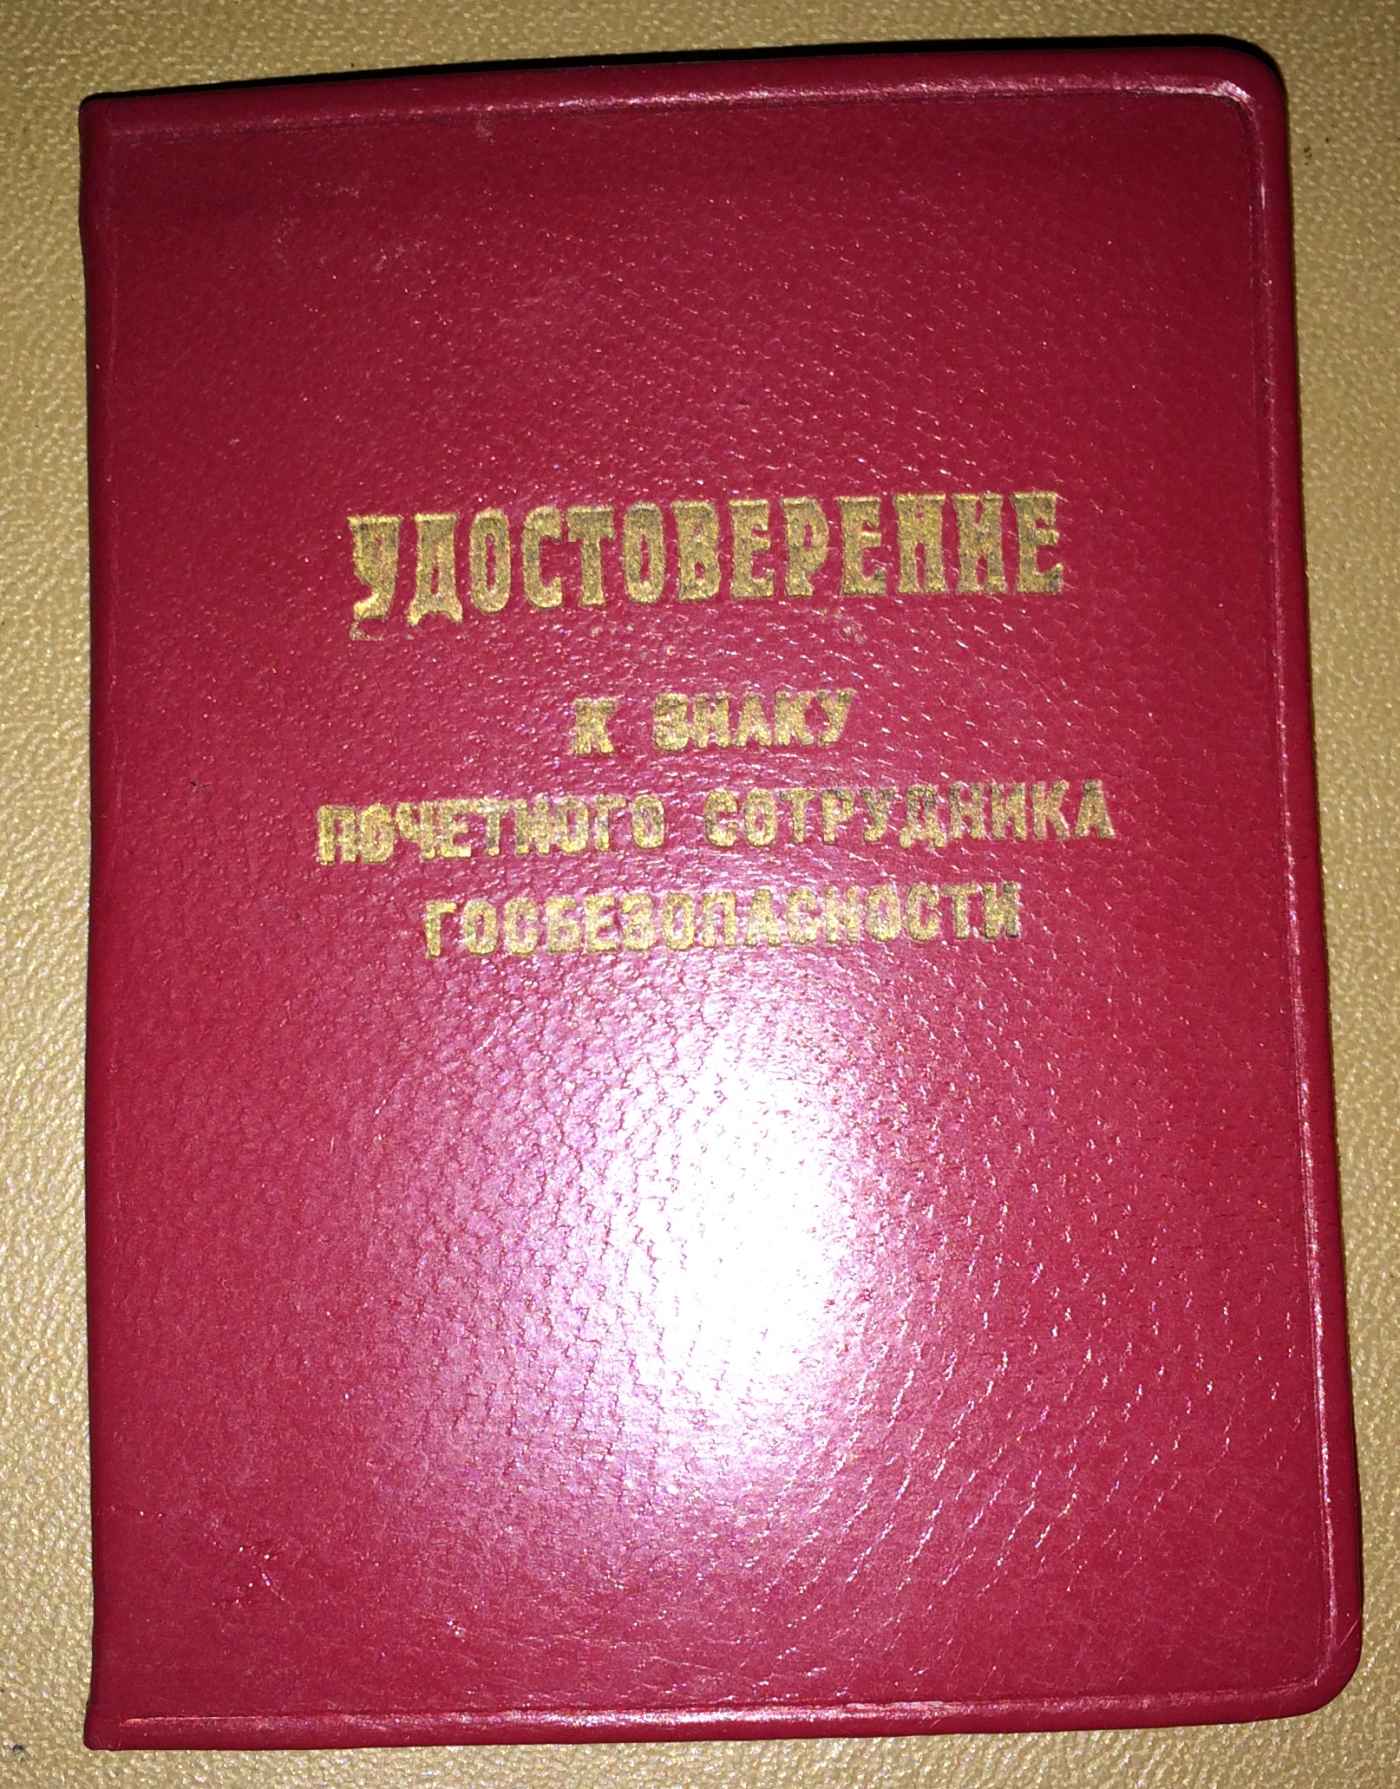 УДОСТОВЕРЕНИЕ
К ЗНАКУ
ПОЧЕТНОГО СОТРУДНИКА
ГОСБЕЗОПАСНОСТИ